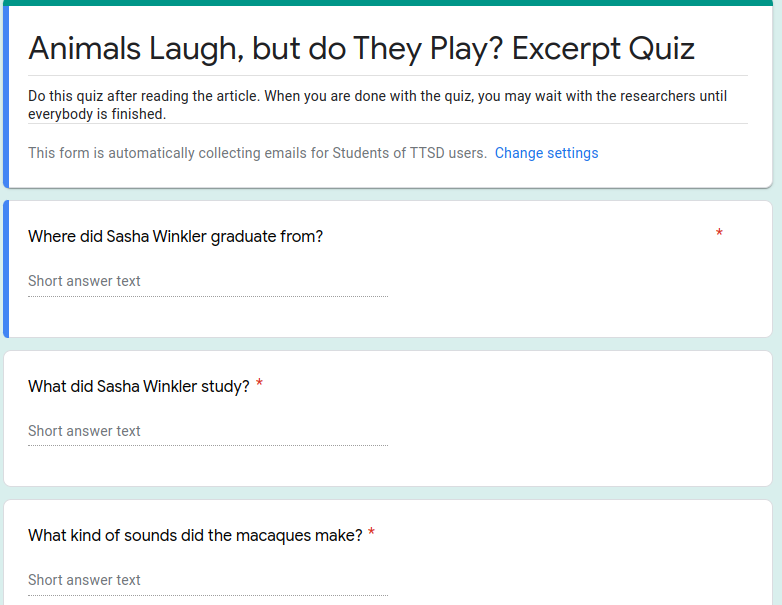 Animals Laugh, but do They Play? Excerpt Quiz
Do this quiz after reading the article. When you are done with the quiz, you may wait with the researchers until
everybody is finished.
This form is automatically collecting emails for Students of TTSD users. Change settings
Where did Sasha Winkler graduate from? *
Short answer text
What did Sasha Winkler study? *
Short answer text
What kind of sounds did the macaques make? *
Short answer text